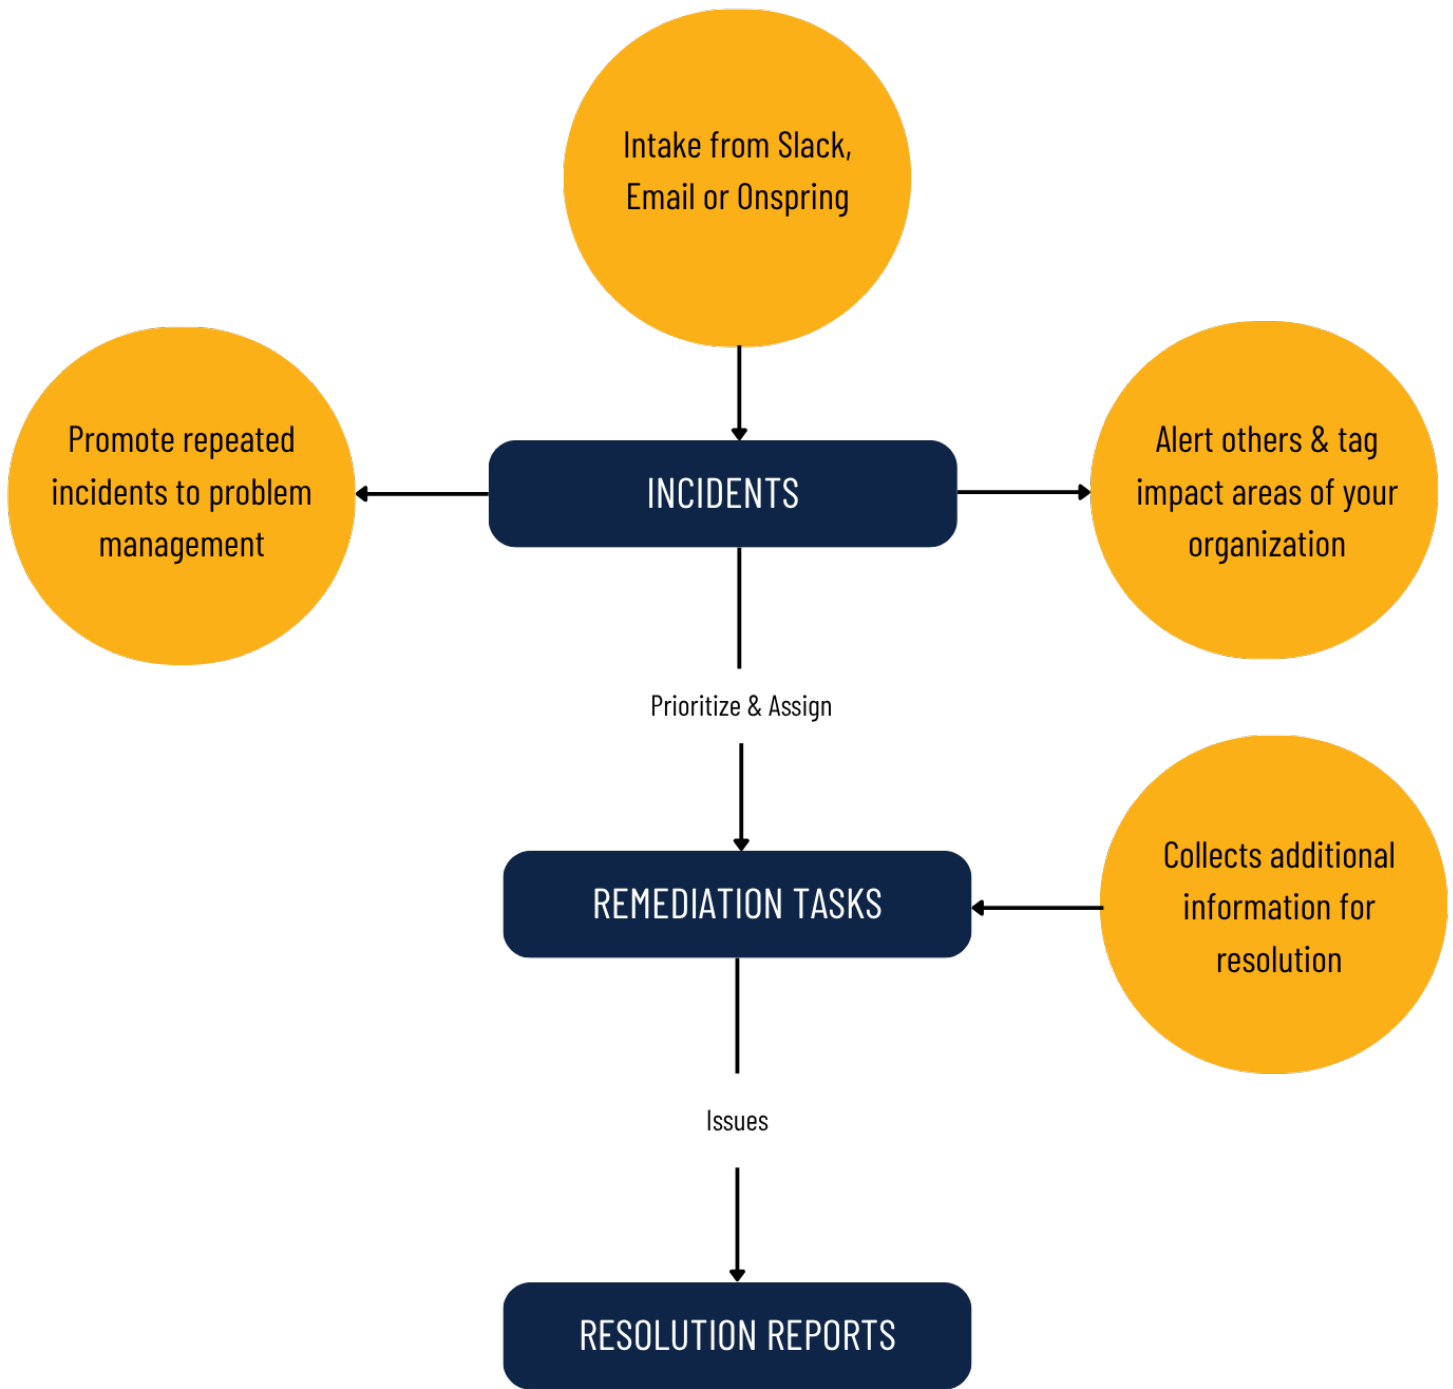 Intake from Slack,
Email or Onspring
Promote repeated
incidents to problem
management
INCIDENTS
Alert others & tag
impact areas of your
organization
Prioritize & Assign
REMEDIATION TASKS
Collects additional
information for
resolution
Issues
RESOLUTION REPORTS